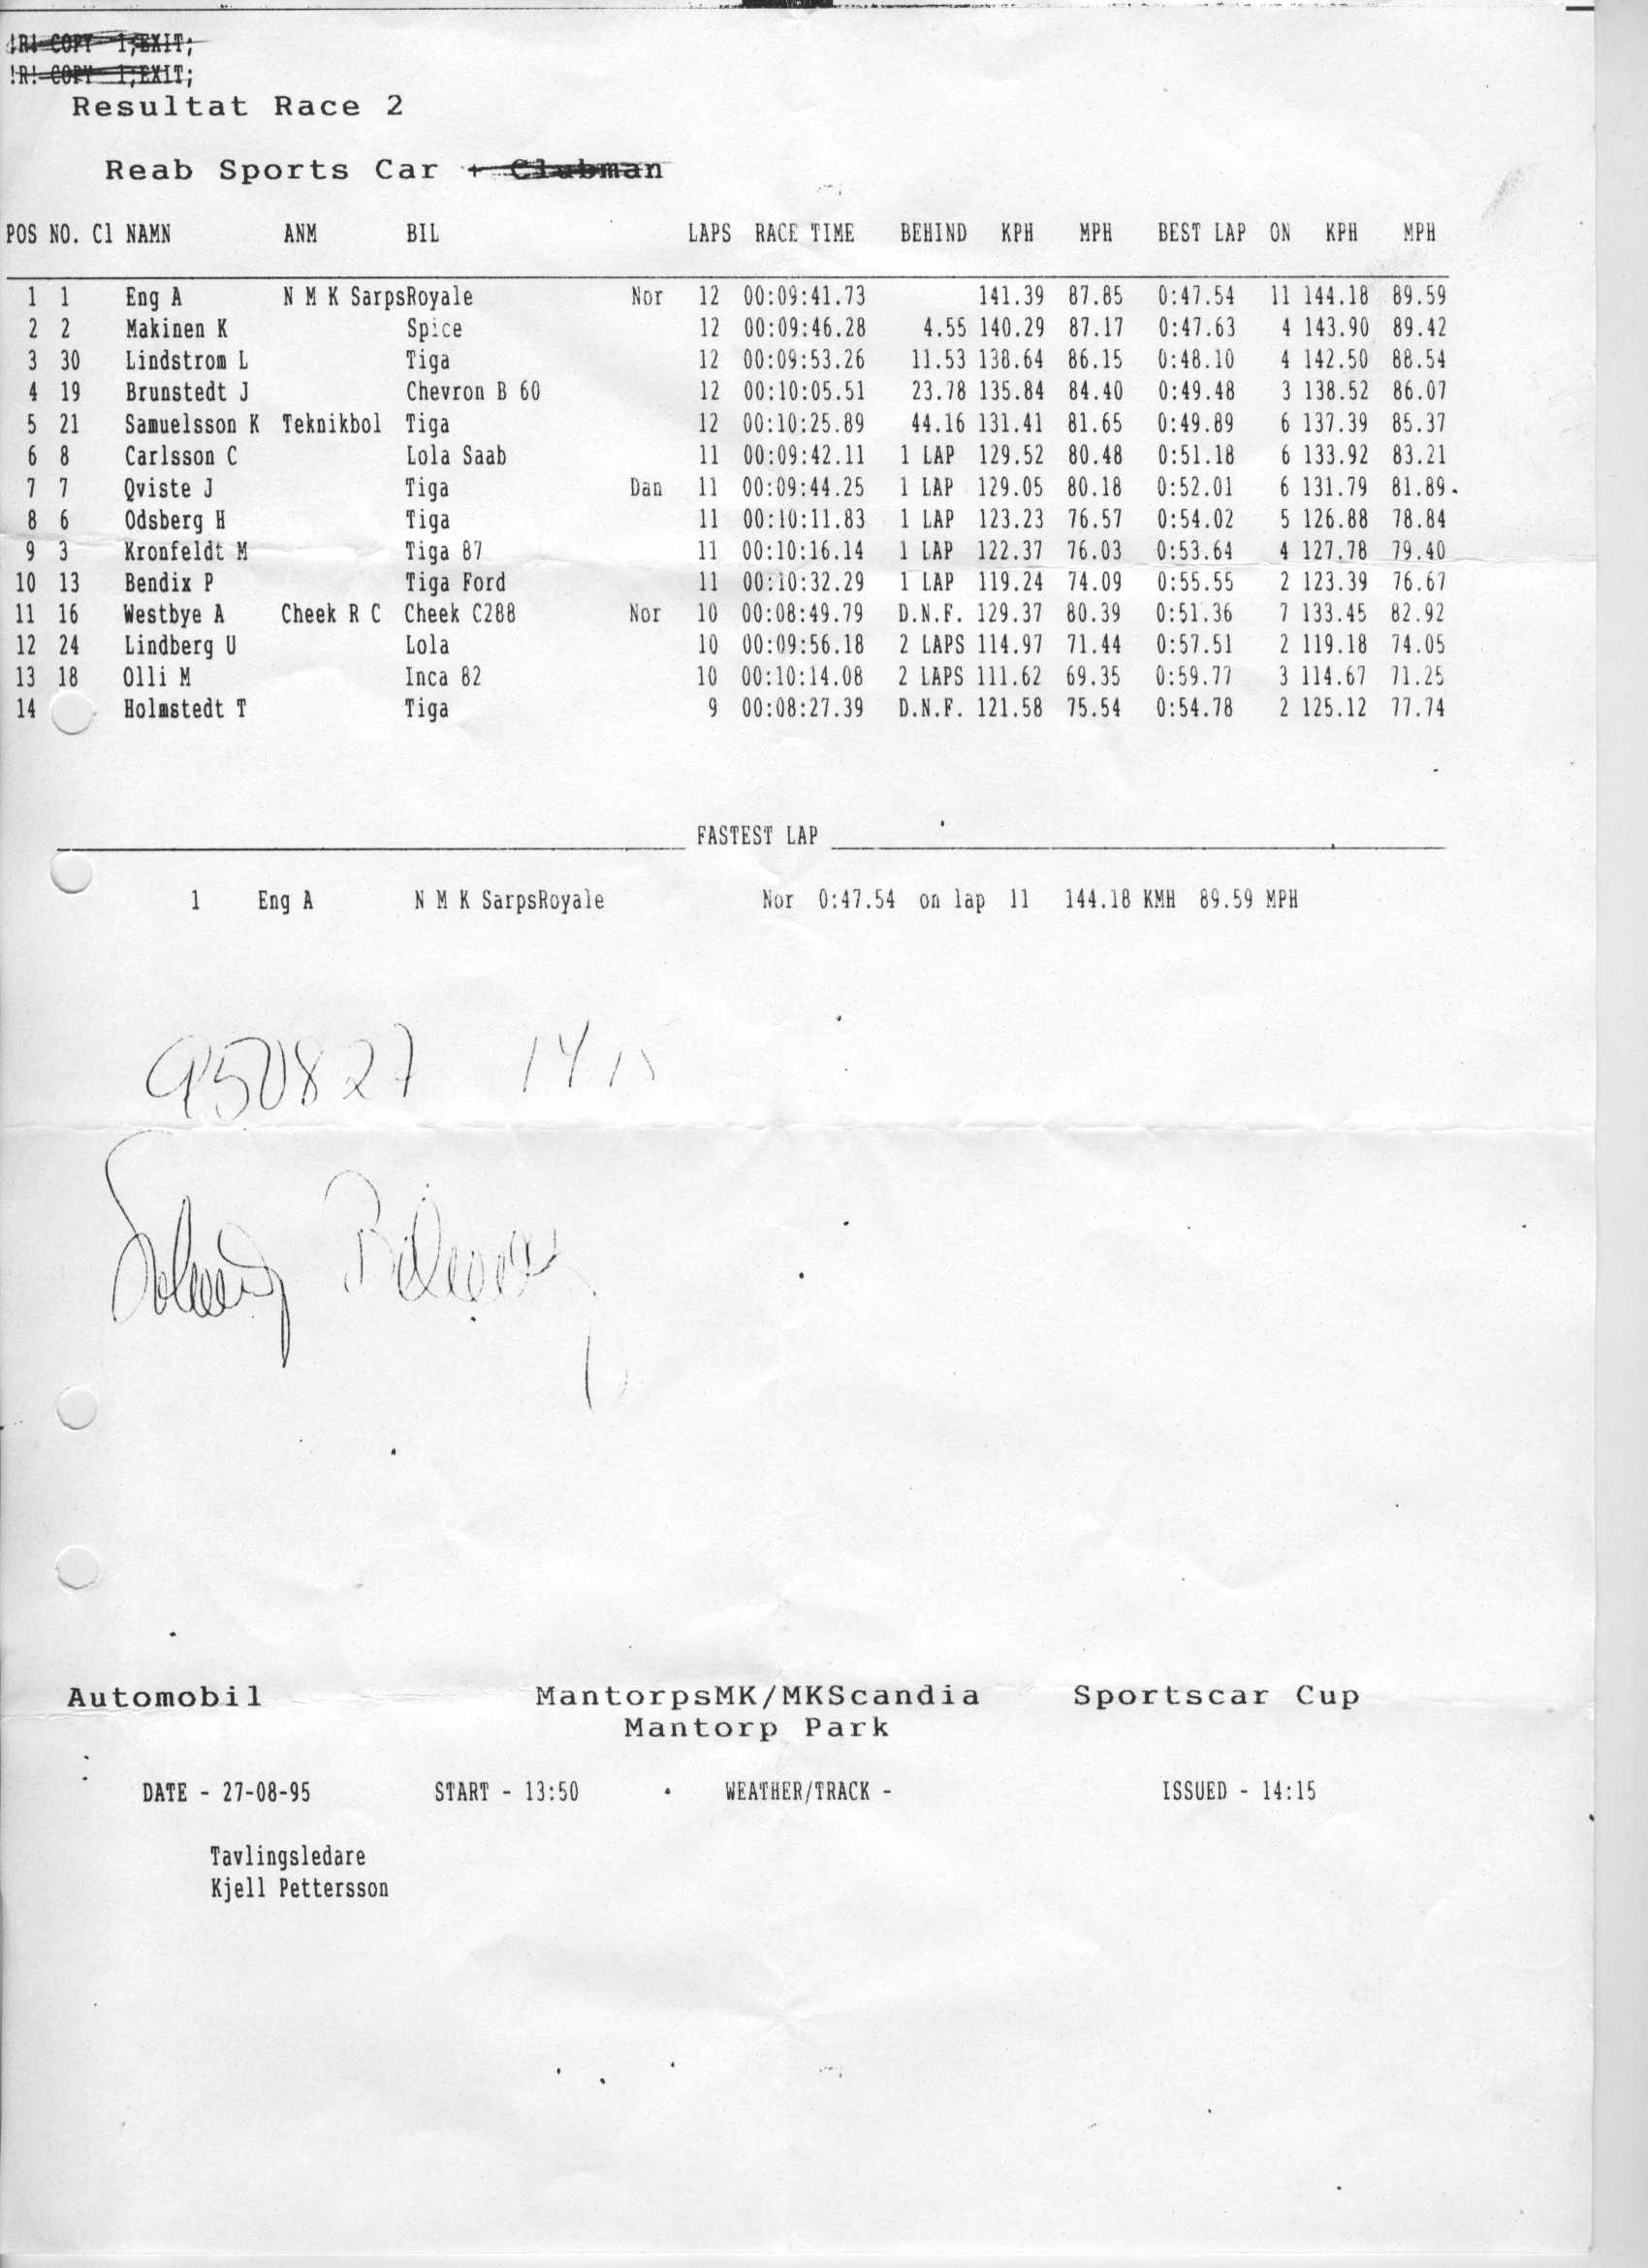 !R! COPY 1;EXIT;
!R! COPY 1;EXIT;
Resultat Race 2
Reab Sports Car + Clubman
POS NO. Cl NAMN ANM BIL LAPS RACE TIME BEHIND KPH MPH BEST LAP ON KPH MPH
1 1 Eng A N M K SarpsRoyale Nor 12 00:09:41.73 141.39 87.85 0:47.54 11 144.18 89.59
2 2 Makinen K Spice 12 00:09:46.28 4.55 140.29 87.17 0:47.63 4 143.90 89.42
3 30 Lindstrom L Tiga 12 00:09:53.26 11.53 138.64 86.15 0:48.10 4 142.50 88.54
4 19 Brunstedt J Chevron B 60 12 00:10:05.51 23.78 135.84 84.40 0:49.48 3 138.52 86.07
5 21 Samuelsson K Teknikbol Tiga 12 00:10:25.89 44.16 131.41 81.65 0:49.89 6 137.39 85.37
6 8 Carlsson C Lola Saab 11 00:09:42.11 1 LAP 129.52 80.48 0:51.18 6 133.92 83.21
7 7 Qviste J Tiga Dan 11 00:09:44.25 1 LAP 129.05 80.18 0:52.01 6 131.79 81.89
8 6 Odsberg H Tiga 11 00:10:11.83 1 LAP 123.23 76.57 0:54.02 5 126.88 78.84
9 3 Kronfeldt M Tiga 87 11 00:10:16.14 1 LAP 122.37 76.03 0:53.64 4 127.78 79.40
10 13 Bendix P Tiga Ford 11 00:10:32.29 1 LAP 119.24 74.09 0:55.55 2 123.39 76.67
11 16 Westbye A Cheek R C Cheek C288 Nor 10 00:08:49.79 D.N.F. 129.37 80.39 0:51.36 7 133.45 82.92
12 24 Lindberg U Lola 10 00:09:56.18 2 LAPS 114.97 71.44 0:57.51 2 119.18 74.05
13 18 Olli M Inca 82 10 00:10:14.08 2 LAPS 111.62 69.35 0:59.77 3 114.67 71.25
14 Holmstedt T Tiga 9 00:08:27.39 D.N.F. 121.58 75.54 0:54.78 2 125.12 77.74
FASTEST LAP
1 Eng A N M K SarpsRoyale Nor 0:47.54 on lap 11 144.18 KMH 89.59 MPH
950827 1415
Automobil MantorpsMK/MKScandia Sportscar Cup
Mantorp Park
DATE - 27-08-95 START - 13:50 WEATHER/TRACK - ISSUED - 14:15
Tavlingsledare
Kjell Pettersson